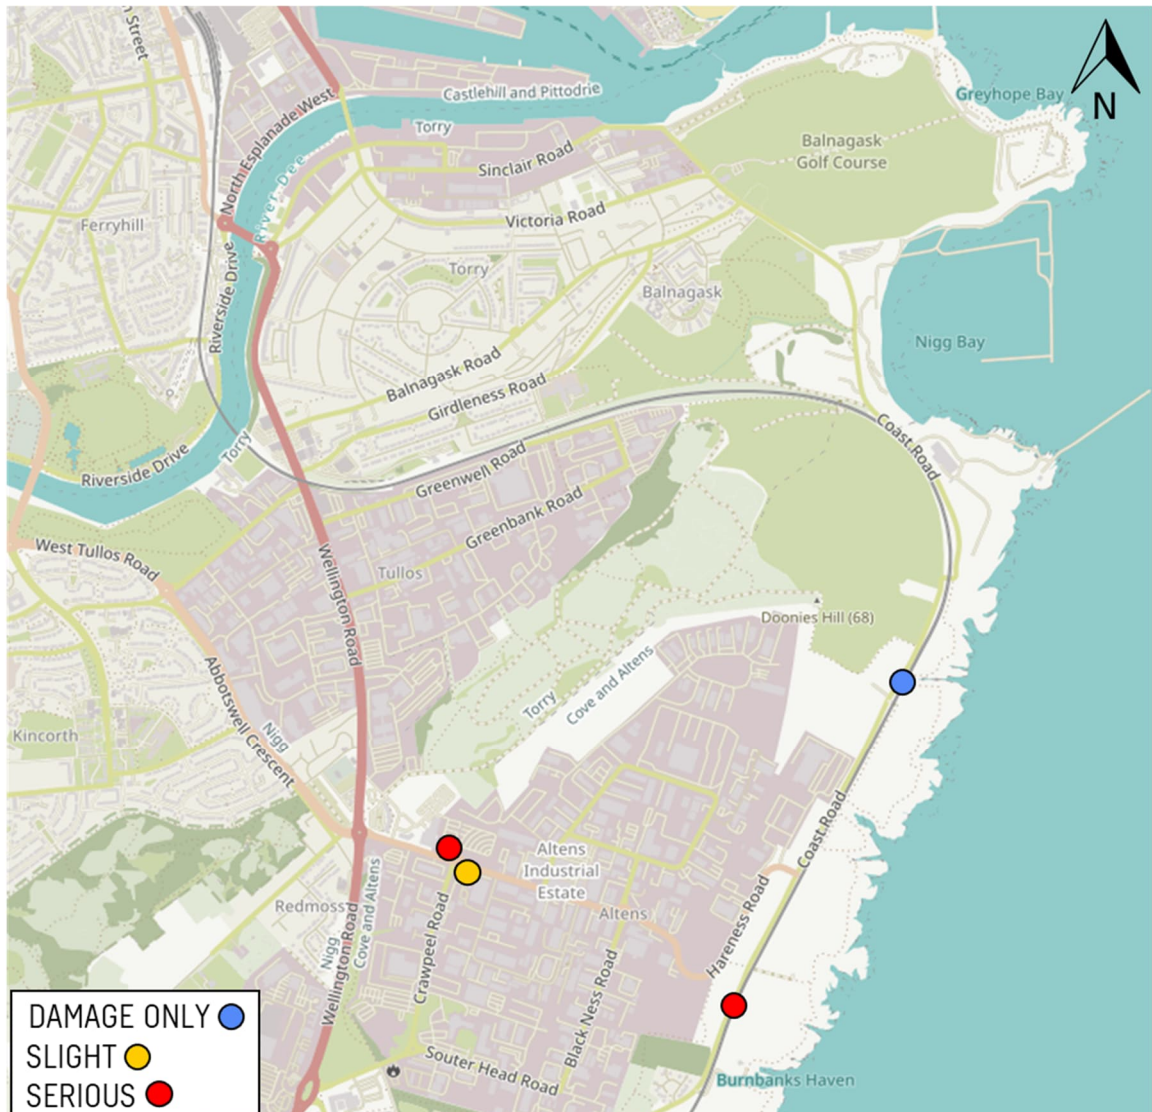 Street
N
Greyhope Bay
Castlehill and Pittodrie
Torry
North Esplanade West
Sinclair Road
Balnagask
Golf Course
River Dee
Ferryhill
Victoria Road
Riverside Drive
Torry
Balnagask
Nigg Bay
Balnagask Road
Girdleness Road
Coast Road
Torry
Riverside Drive
Greenwell Road
Greenbank Road
West Tullos Road
Wellington Road
Tullos
Doonies Hill (68)
Abbotswell Crescent
Torry
Cove and Altens
Nigg
Kincorth
Coast Road
Altens
Industrial
Estate
Redmoss
Cove and Altens
Nigg
Wellington Road
Crawpeel Road
Altens
Hareness Road
Black Ness Road
Souter Head Road
Burnbanks Haven
DAMAGE ONLY
SLIGHT
SERIOUS